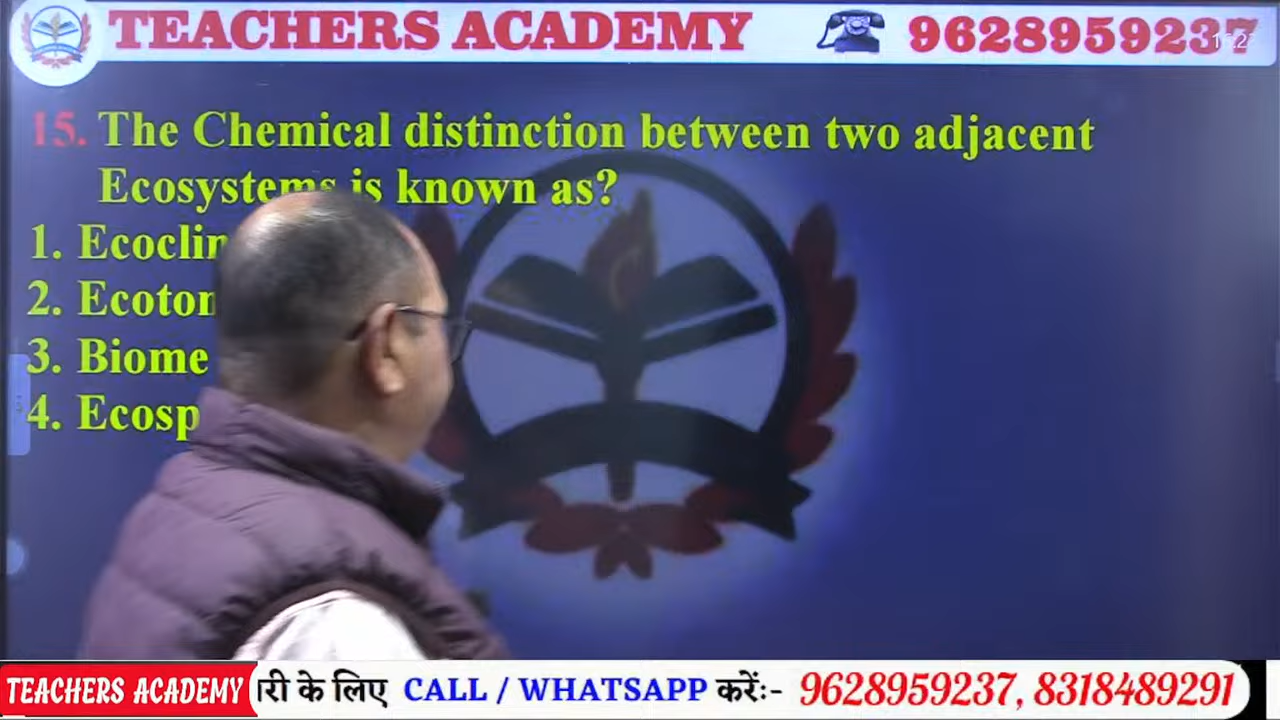 TEACHERS ACADEMY 9628959237
15. The Chemical distinction between two adjacent
Ecosystems is known as?
1. Ecoclin
2. Ecoton
3. Biome
4. Ecosp
TEACHERS ACADEMY री के लिए CALL / WHATSAPP करेंः- 9628959237, 8318489291